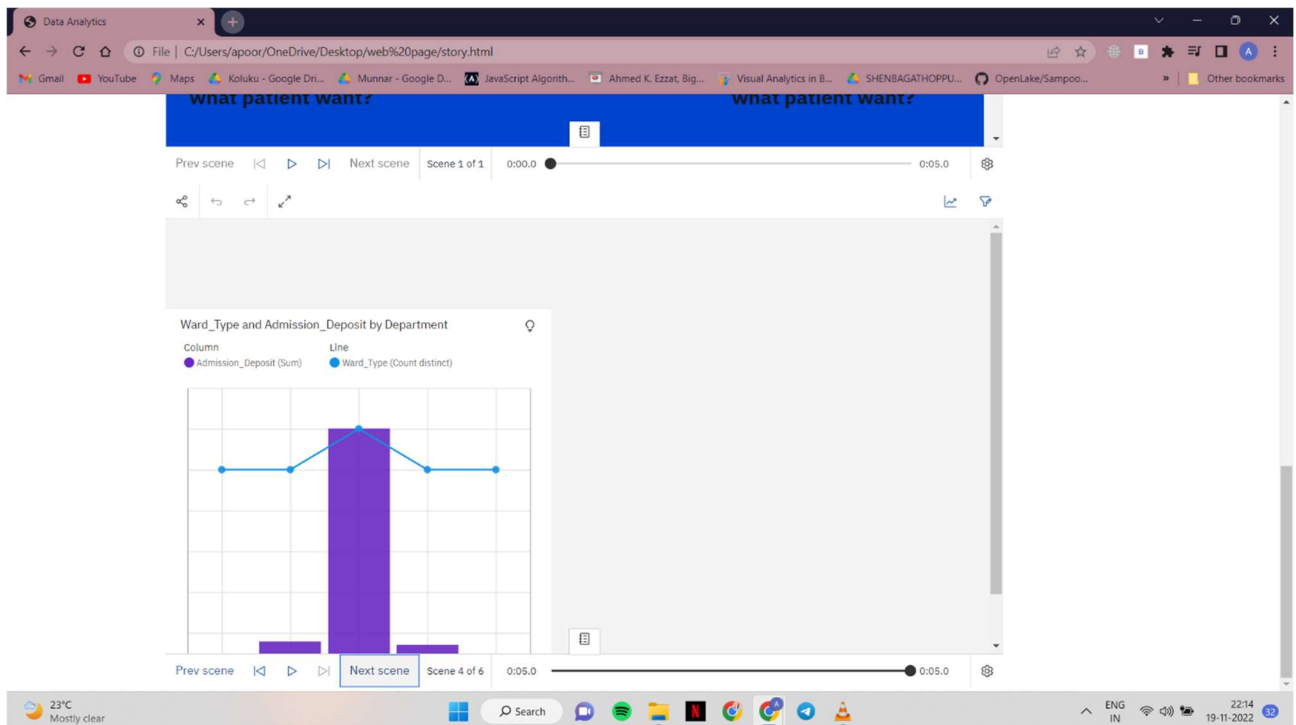 Data Analytics
File | C:/Users/apoor/OneDrive/Desktop/web%20page/story.html
Gmail YouTube Maps Koluku - Google Dri... Munnar - Google D... JavaScript Algorith... Ahmed K. Ezzat, Big... Visual Analytics in B... SHENBAGATHOPPU... OpenLake/Sampoo... » Other bookmarks
what patient want? what patient want?
Prev scene Next scene Scene 1 of 1 0:00.0 0:05.0
Ward_Type and Admission_Deposit by Department
Column Line
Admission_Deposit (Sum) Ward_Type (Count distinct)
Prev scene Next scene Scene 4 of 6 0:05.0 0:05.0
23°C
Mostly clear
Search
ENG
IN
22:14
19-11-2022
32